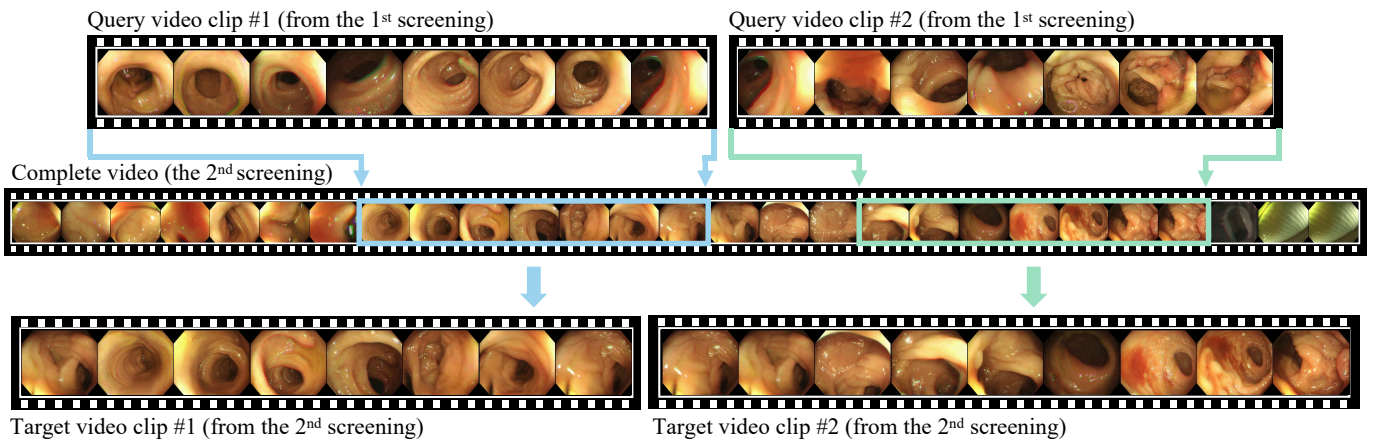 Query video clip #1 (from the 1st screening)
Query video clip #2 (from the 1st screening)
Complete video (the 2nd screening)
Target video clip #1 (from the 2nd screening)
Target video clip #2 (from the 2nd screening)